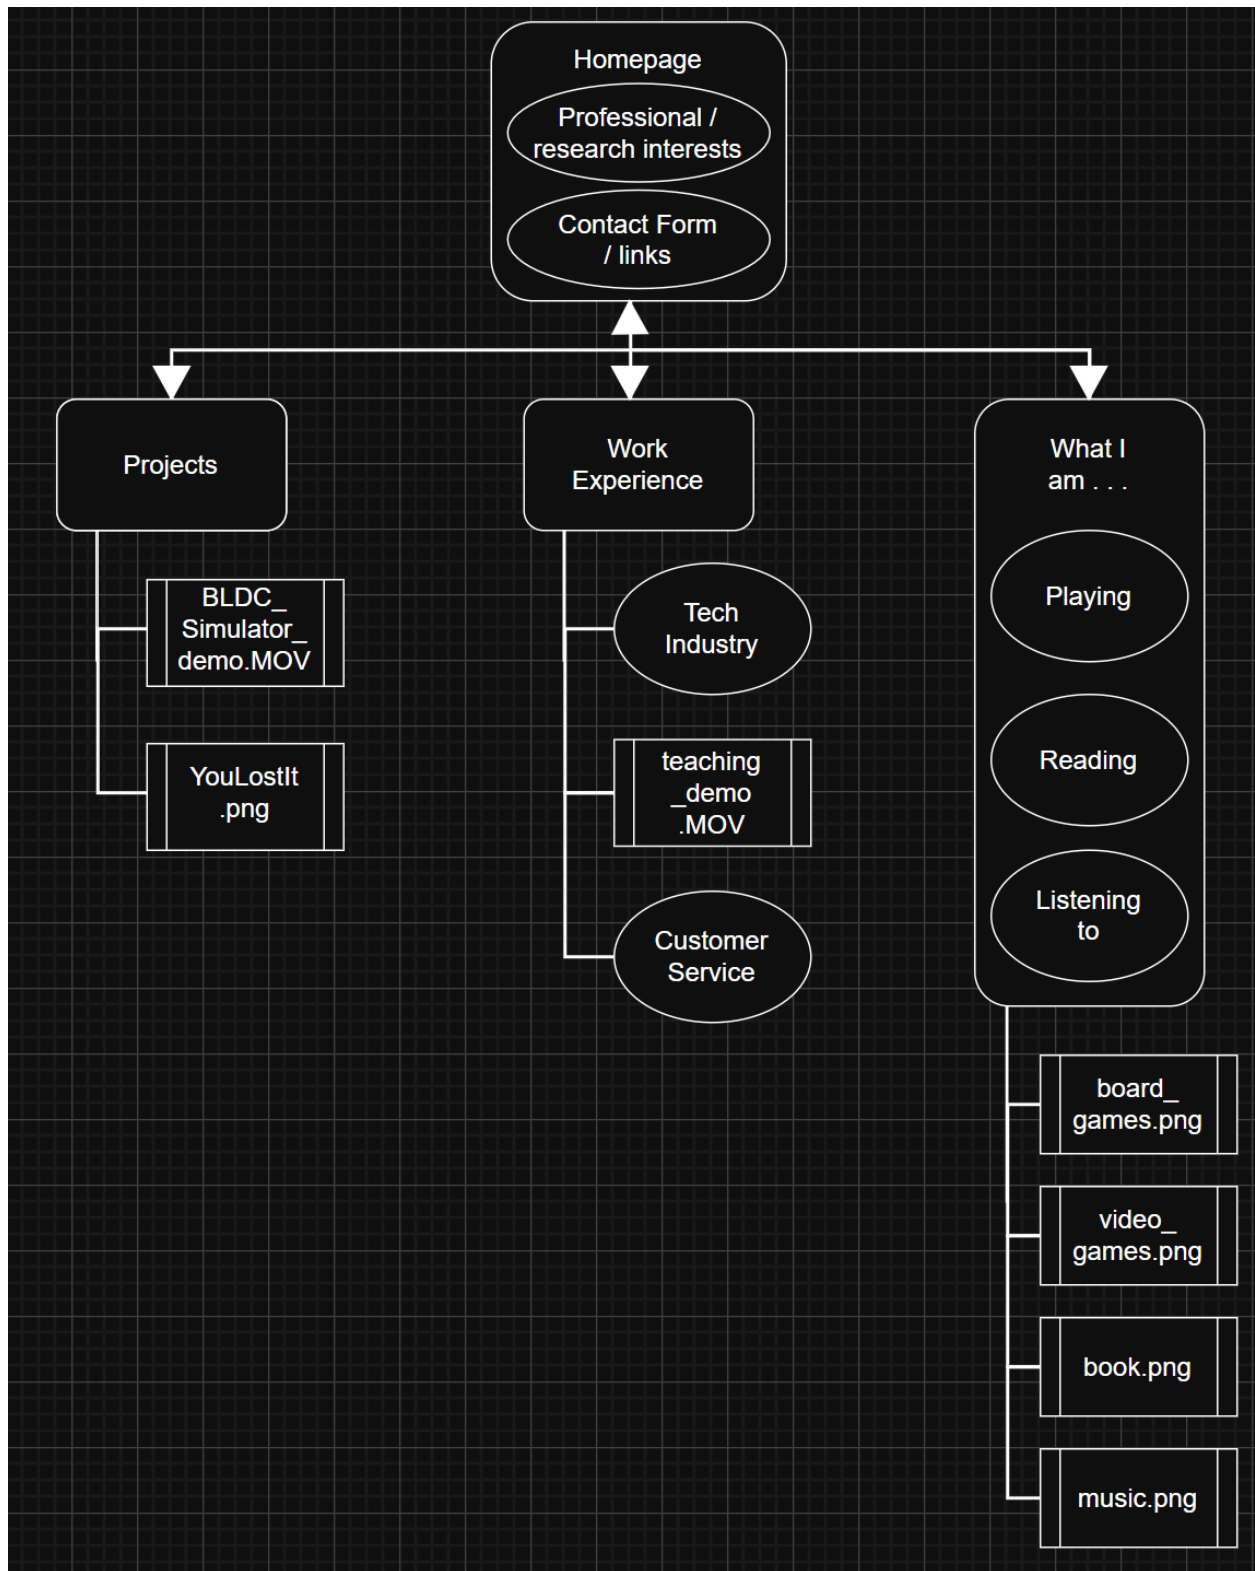 Homepage
Professional /
research interests
Contact Form
/ links
Projects
BLDC_
Simulator_
demo.MOV
YouLostIt
.png
Work
Experience
Tech
Industry
teaching
_demo
.MOV
Customer
Service
What I
am . . .
Playing
Reading
Listening
to
board_
games.png
video_
games.png
book.png
music.png